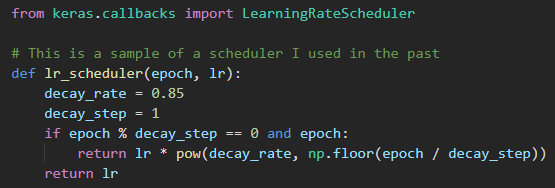 from keras.callbacks import LearningRateScheduler

# This is a sample of a scheduler I used in the past
def lr_scheduler(epoch, lr):
    decay_rate = 0.85
    decay_step = 1
    if epoch % decay_step == 0 and epoch:
        return lr * pow(decay_rate, np.floor(epoch / decay_step))
    return lr